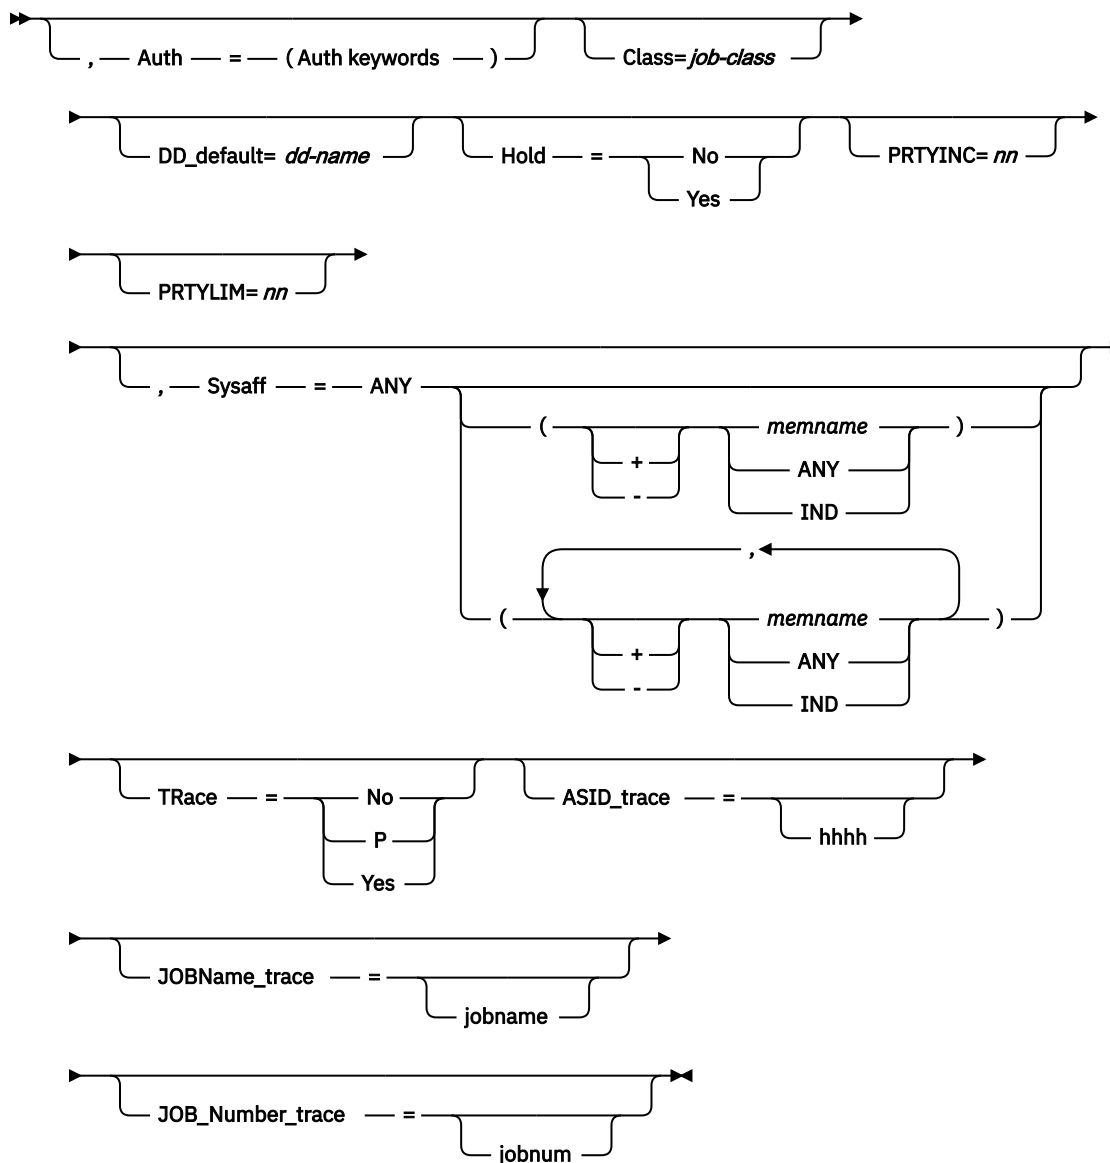 , Auth = ( Auth keywords ) Class= job-class
DD_default= dd-name Hold = No PRTYINC= nn
Yes
PRTYLIM= nn
, Sysaff = ANY
( memname )
+ ANY
- IND
,
( memname )
+ ANY
- IND
TRace = No ASID_trace =
P hhhh
Yes
JOBName_trace =
jobname
JOB_Number_trace =
jobnum